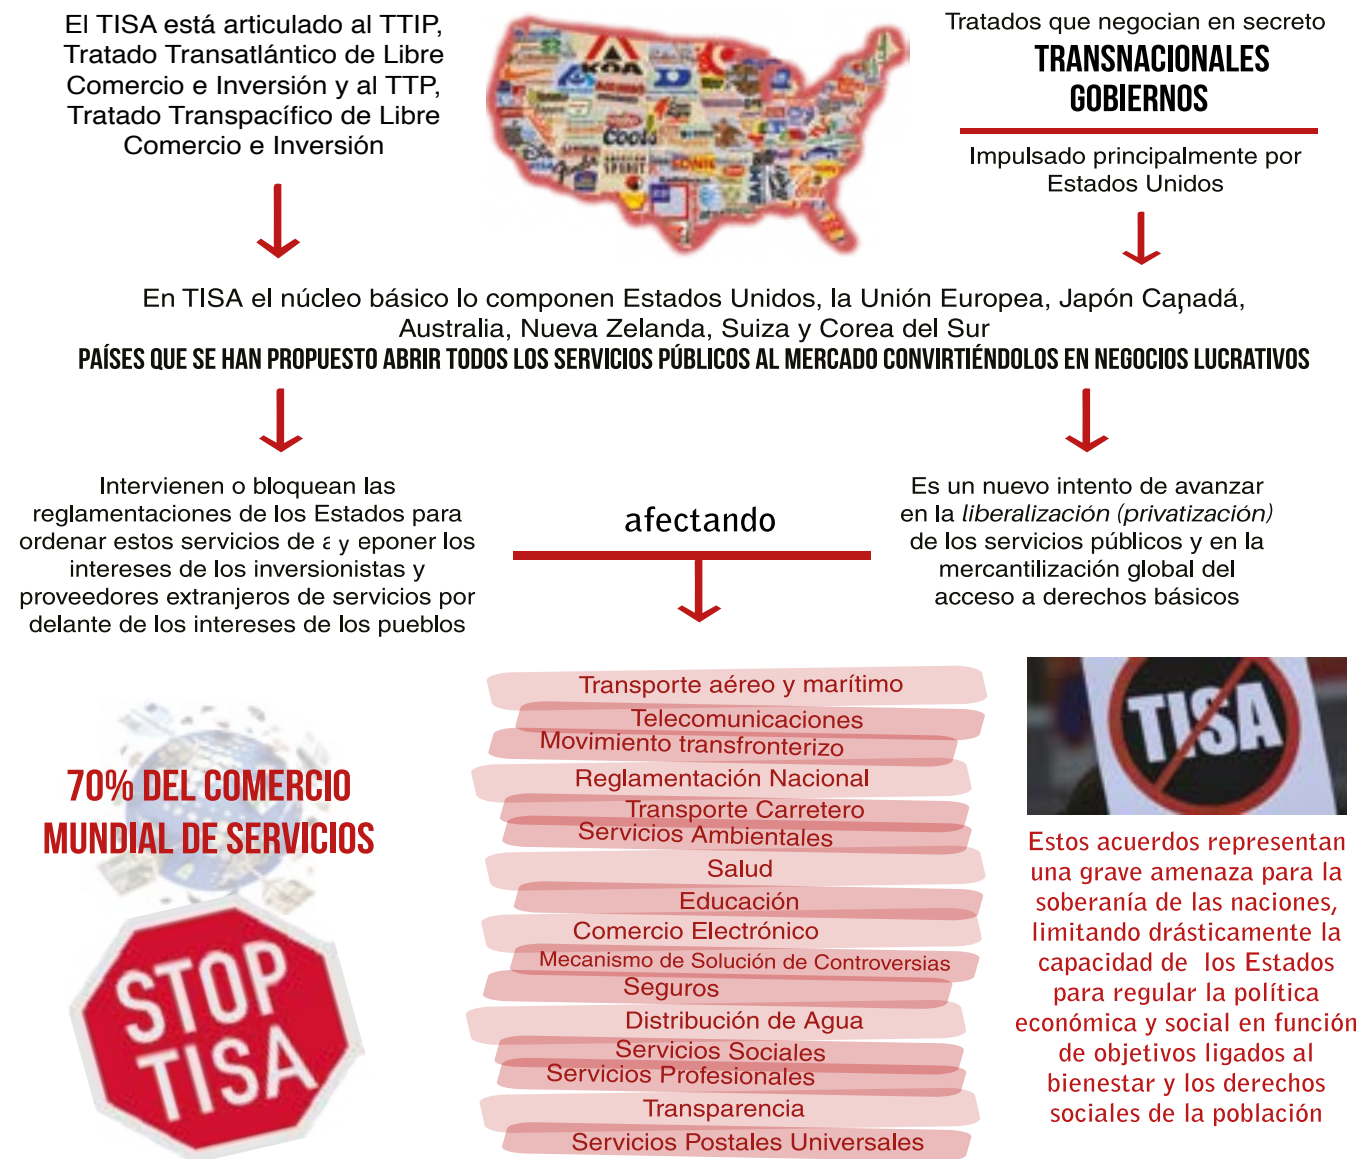 El TISA está articulado al TTIP,
Tratado Transatlántico de Libre
Comercio e Inversión y al TTP,
Tratado Transpacífico de Libre
Comercio e Inversión
KOA
Coors
AMERICAN
SPIRIT
SONIC
Tratados que negocian en secreto
TRANSNACIONALES
GOBIERNOS
Impulsado principalmente por
Estados Unidos
En TISA el núcleo básico lo componen Estados Unidos, la Unión Europea, Japón Canadá,
Australia, Nueva Zelanda, Suiza y Corea del Sur
PAÍSES QUE SE HAN PROPUESTO ABRIR TODOS LOS SERVICIOS PÚBLICOS AL MERCADO CONVIRTIÉNDOLOS EN NEGOCIOS LUCRATIVOS
Intervienen o bloquean las
reglamentaciones de los Estados para
ordenar estos servicios de y eponer los
intereses de los inversionistas y
proveedores extranjeros de servicios por
delante de los intereses de los pueblos
afectando
Es un nuevo intento de avanzar
en la liberalización (privatización)
de los servicios públicos y en la
mercantilización global del
acceso a derechos básicos
70% DEL COMERCIO
MUNDIAL DE SERVICIOS
STOP
TISA
Transporte aéreo y marítimo
Telecomunicaciones
Movimiento transfronterizo
Reglamentación Nacional
Transporte Carretero
Servicios Ambientales
Salud
Educación
Comercio Electrónico
Mecanismo de Solución de Controversias
Seguros
Distribución de Agua
Servicios Sociales
Servicios Profesionales
Transparencia
Servicios Postales Universales
TISA
Estos acuerdos representan
una grave amenaza para la
soberanía de las naciones,
limitando drásticamente la
capacidad de los Estados
para regular la política
económica y social en función
de objetivos ligados al
bienestar y los derechos
sociales de la población